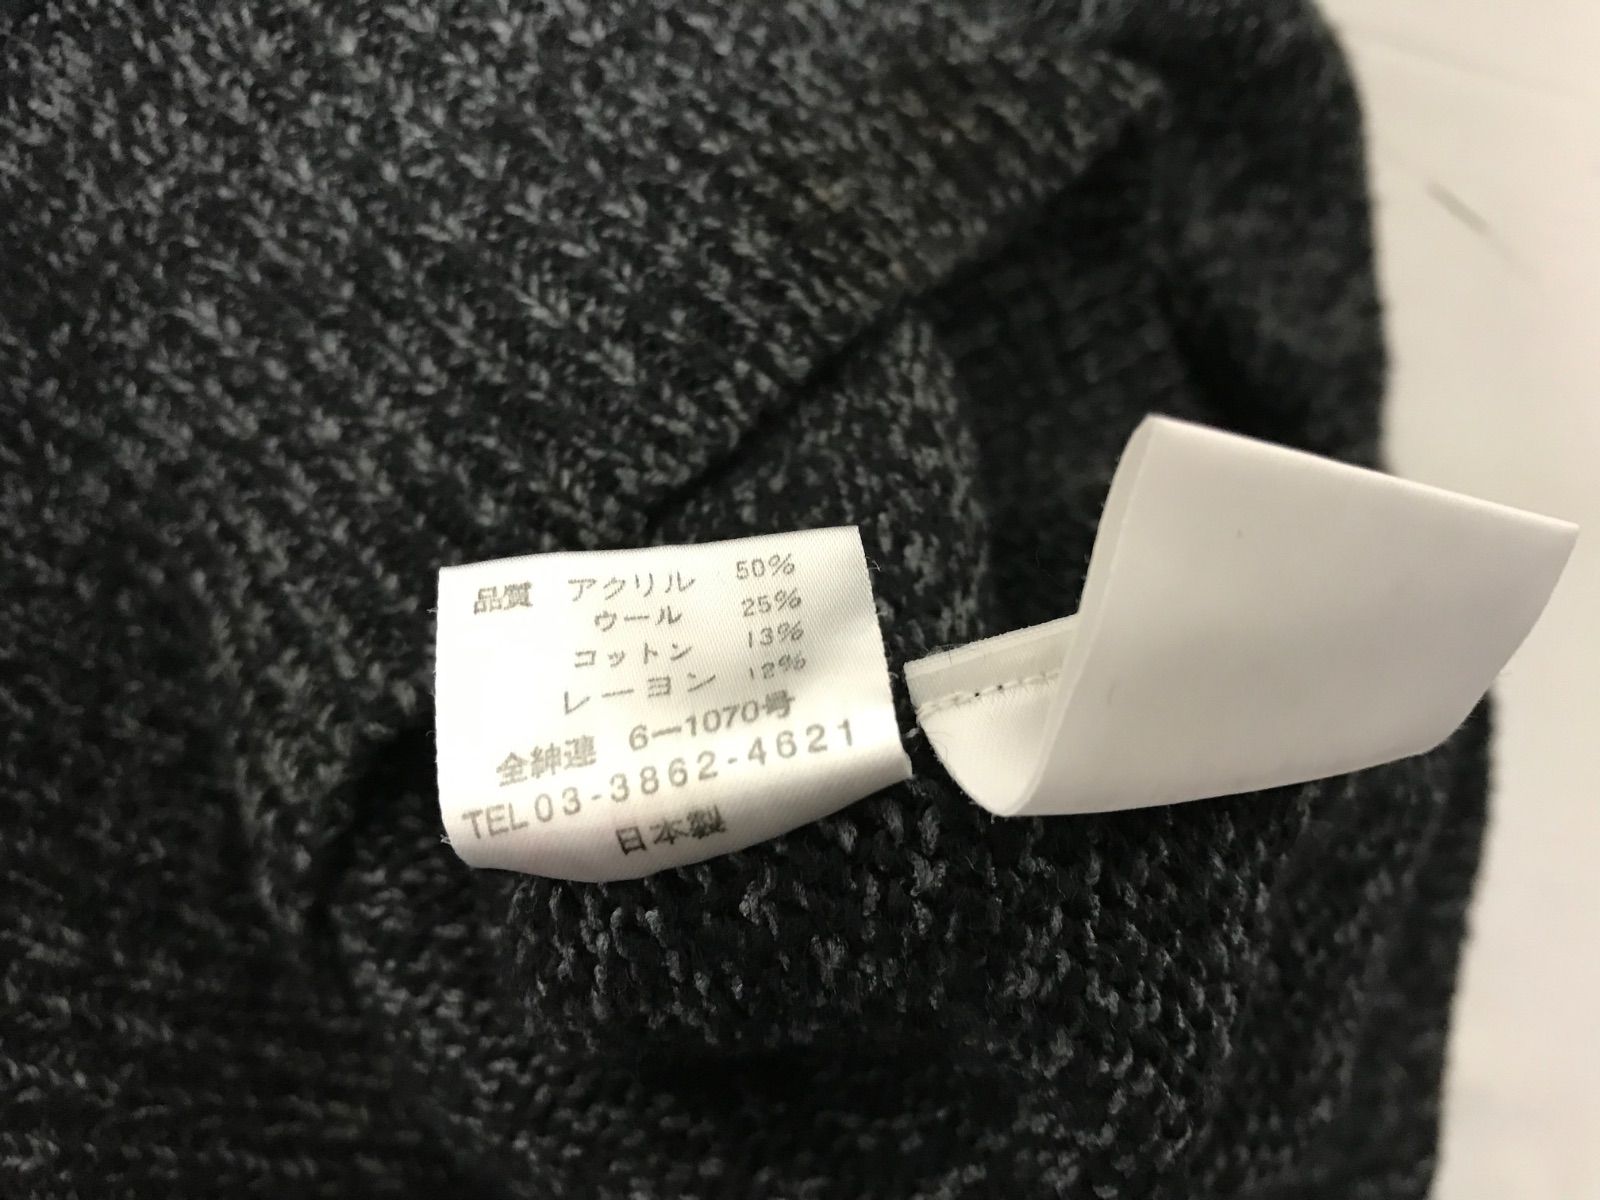 品質 アクリル 50%
ウール 25%
コットン 13%
レーヨン 12%
全紳連 6-1070号
TEL03-3862-4621
日本製